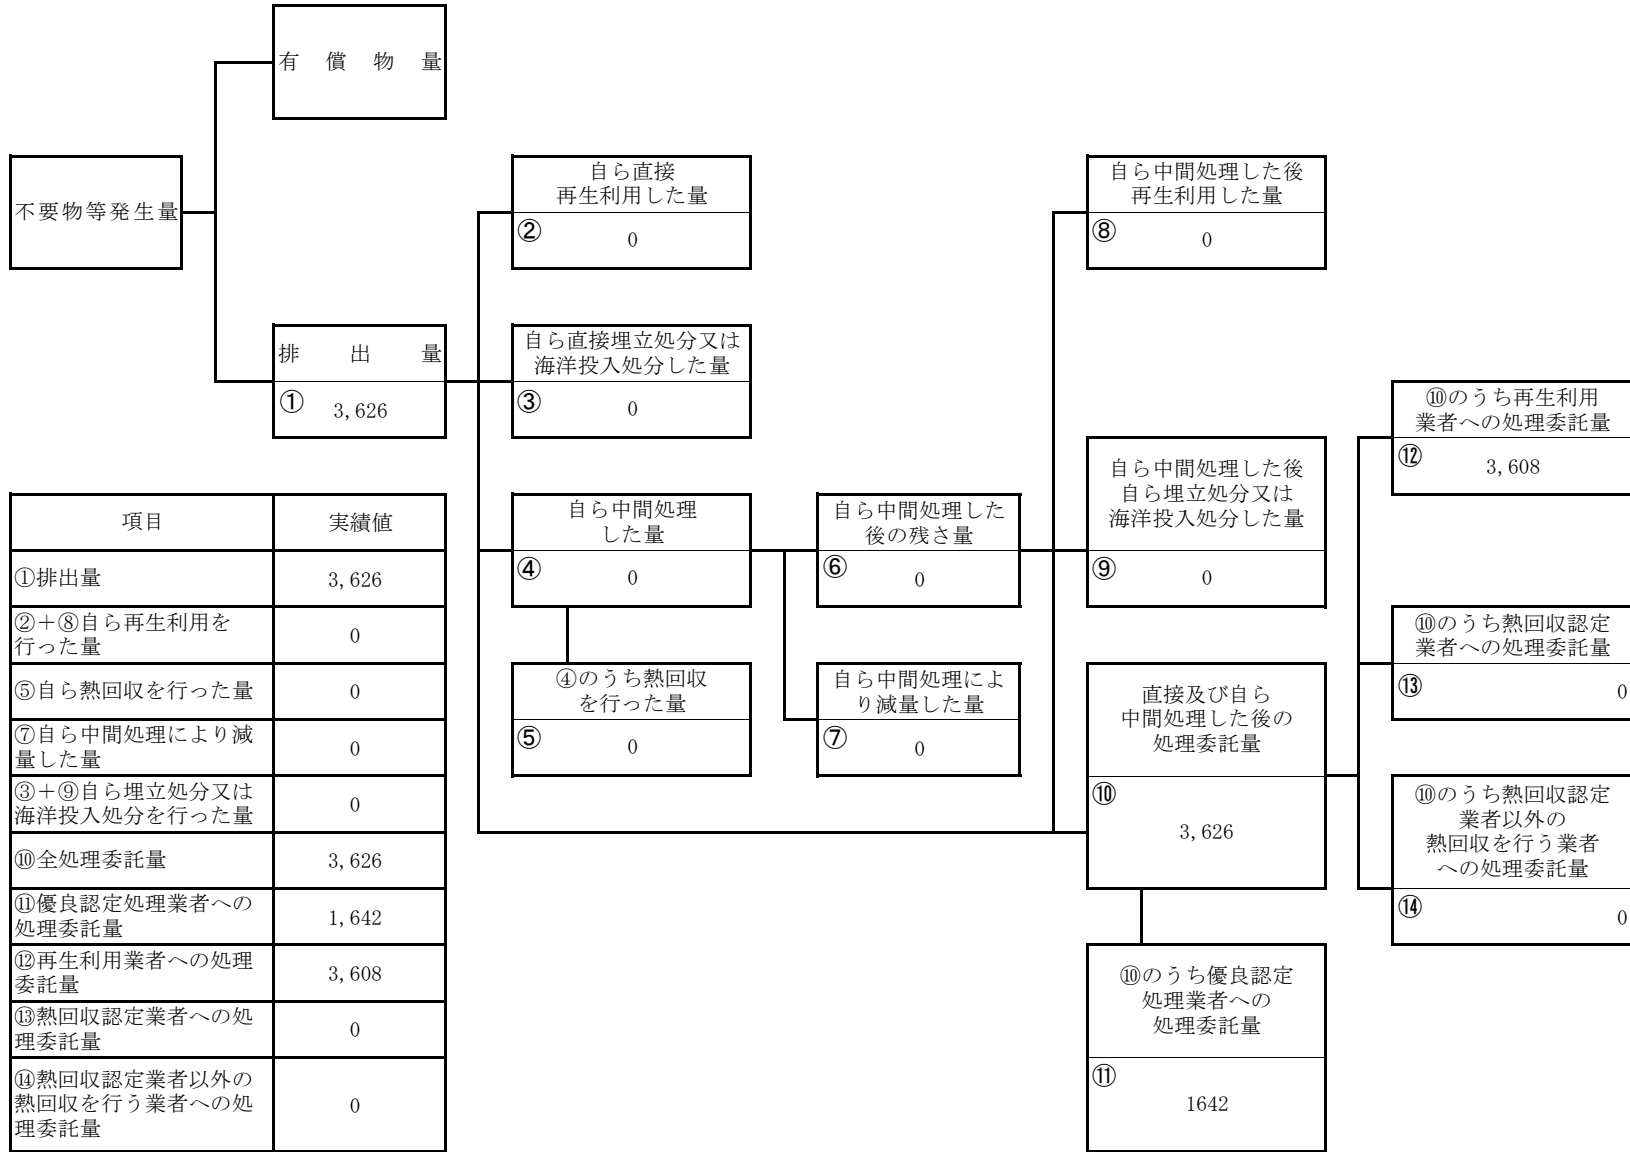 有償物量
不要物等発生量
排出量
① 3,626
自ら直接
再生利用した量
② 0
自ら直接埋立処分又は
海洋投入処分した量
③ 0
自ら中間処理
した量
④ 0
④のうち熱回収
を行った量
⑤ 0
自ら中間処理した
後の残さ量
⑥ 0
自ら中間処理によ
り減量した量
⑦ 0
自ら中間処理した後
再生利用した量
⑧ 0
自ら中間処理した後
自ら埋立処分又は
海洋投入処分した量
⑨ 0
直接及び自ら
中間処理した後の
処理委託量
⑩
3,626
⑩のうち優良認定
処理業者への
処理委託量
⑪
1642
⑩のうち再生利用
業者への処理委託量
⑫ 3,608
⑩のうち熱回収認定
業者への処理委託量
⑬ 0
⑩のうち熱回収認定
業者以外の
熱回収を行う業者
への処理委託量
⑭ 0
項目 実績値
①排出量 3,626
②+⑧自ら再生利用を
行った量 0
⑤自ら熱回収を行った量 0
⑦自ら中間処理により減
量した量 0
③+⑨自ら埋立処分又は
海洋投入処分を行った量 0
⑩全処理委託量 3,626
⑪優良認定処理業者への
処理委託量 1,642
⑫再生利用業者への処理
委託量 3,608
⑬熱回収認定業者への処
理委託量 0
⑭熱回収認定業者以外の
熱回収を行う業者への処
理委託量 0